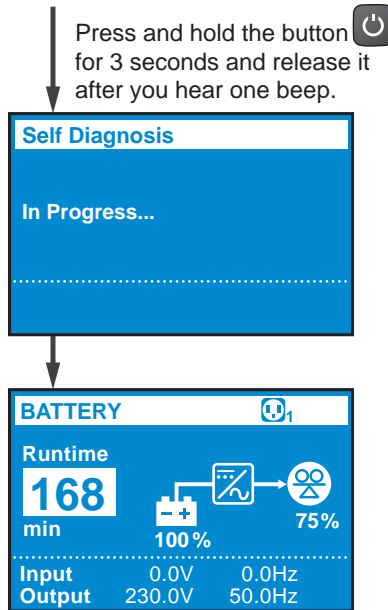 Press and hold the button
for 3 seconds and release it
after you hear one beep.
Self Diagnosis
In Progress...
BATTERY 1
Runtime
168
min
100 %
75%
Input 0.0V 0.0Hz
Output 230.0V 50.0Hz